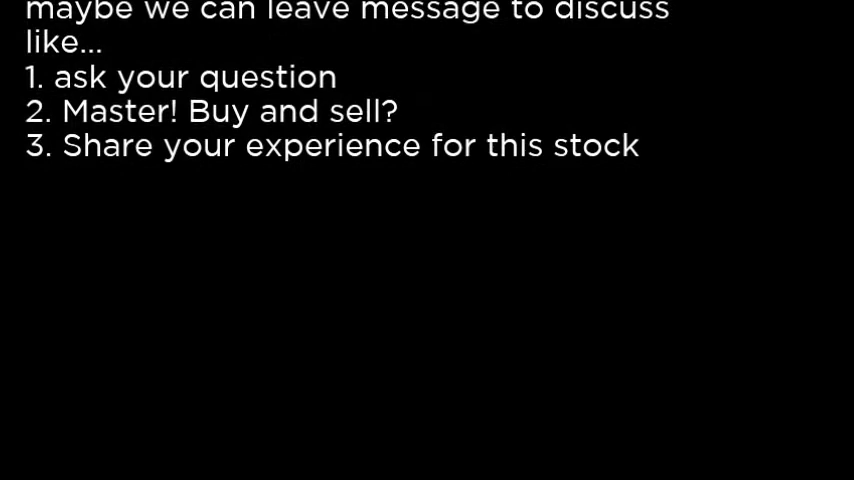 maybe we can leave message to discuss
like...
1. ask your question
2. Master! Buy and sell?
3. Share your experience for this stock